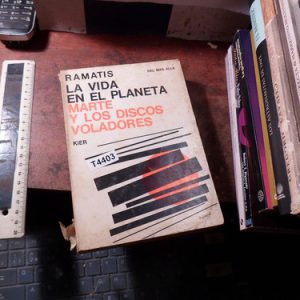 RAMATIS
DEL MAS ALLA
LA VIDA
EN EL PLANETA
MARTE
Y LOS DISCOS
VOLADORES
KIER
T4403